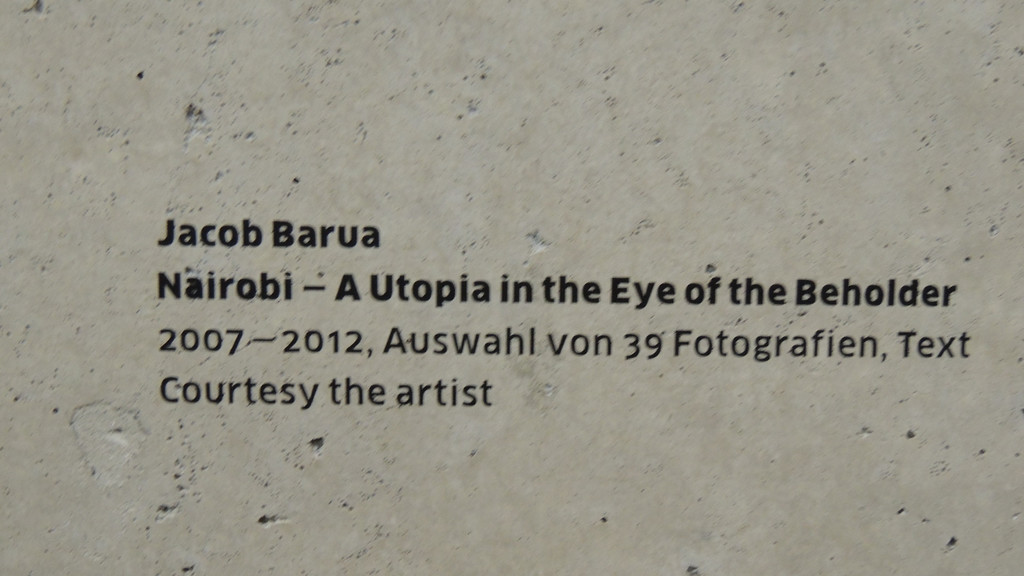 Jacob Barua
Nairobi – A Utopia in the Eye of the Beholder
2007–2012, Auswahl von 39 Fotografien, Text
Courtesy the artist